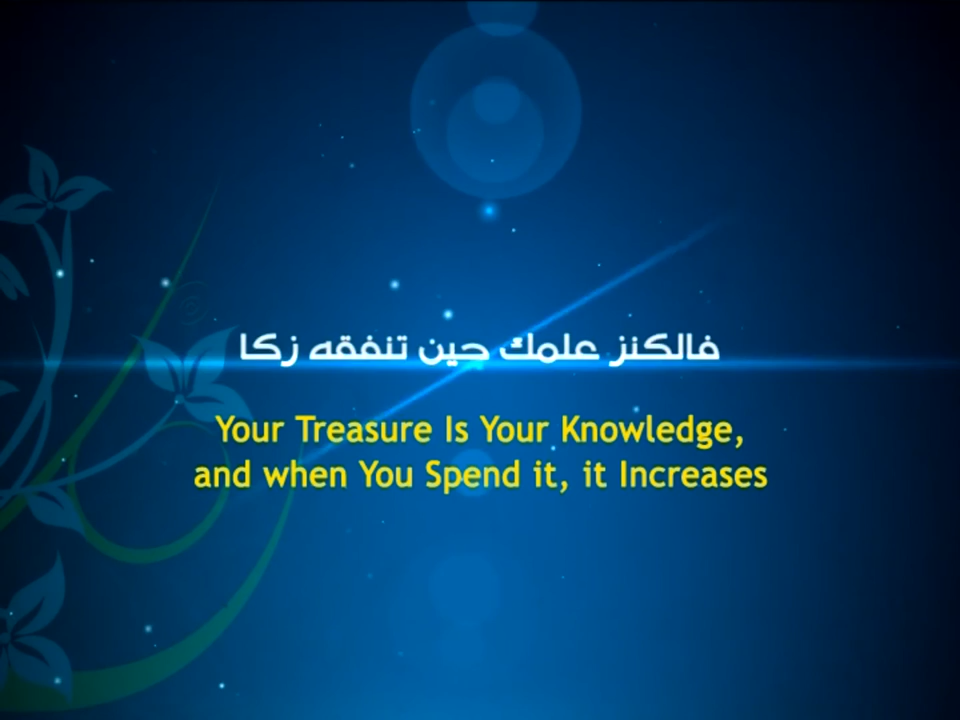 فالكنز علمك حين تنفقه زكا
Your Treasure Is Your Knowledge,
and when You Spend it, it Increases